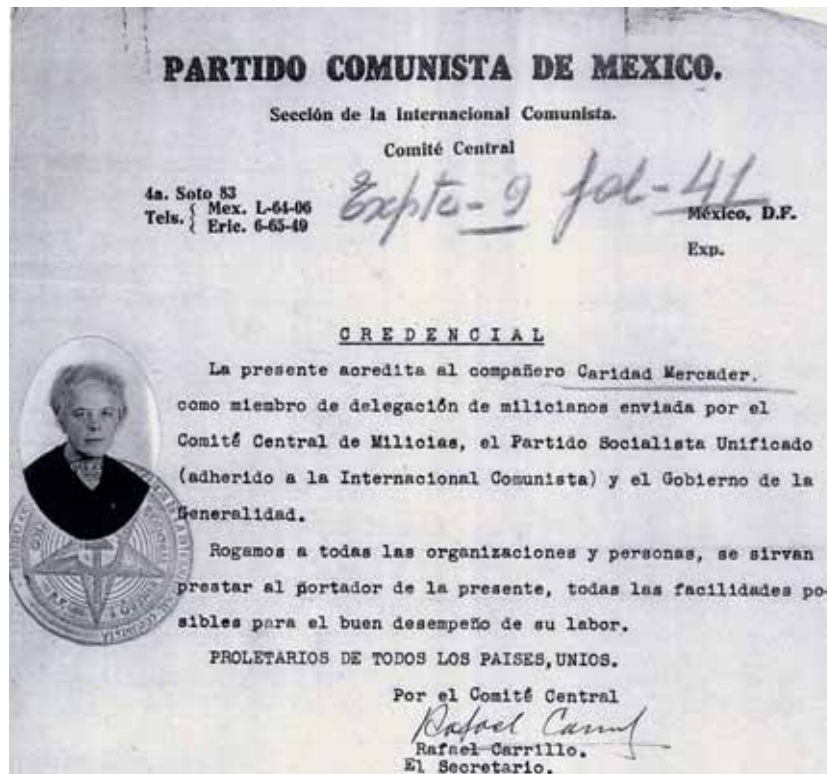 PARTIDO COMUNISTA DE MEXICO.
Sección de la Internacional Comunista.
Comité Central
4a. Soto 83
Tels. { Mex. L-64-06
Eric. 6-65-49
Expte-9 fol-41
México, D.F.
Exp.
CREDENCIAL
La presente acredita al compañero Caridad Mercader.
como miembro de delegación de milicianos enviada por el
Comité Central de Milicias, el Partido Socialista Unificado
(adherido a la Internacional Comunista) y el Gobierno de la
Generalidad.
Rogamos a todas las organizaciones y personas, se sirvan
prestar al portador de la presente, todas las facilidades po-
sibles para el buen desempeño de su labor.
PROLETARIOS DE TODOS LOS PAISES,UNIOS.
Por el Comité Central
Rafael
Rafael Carrillo.
El Secretario.